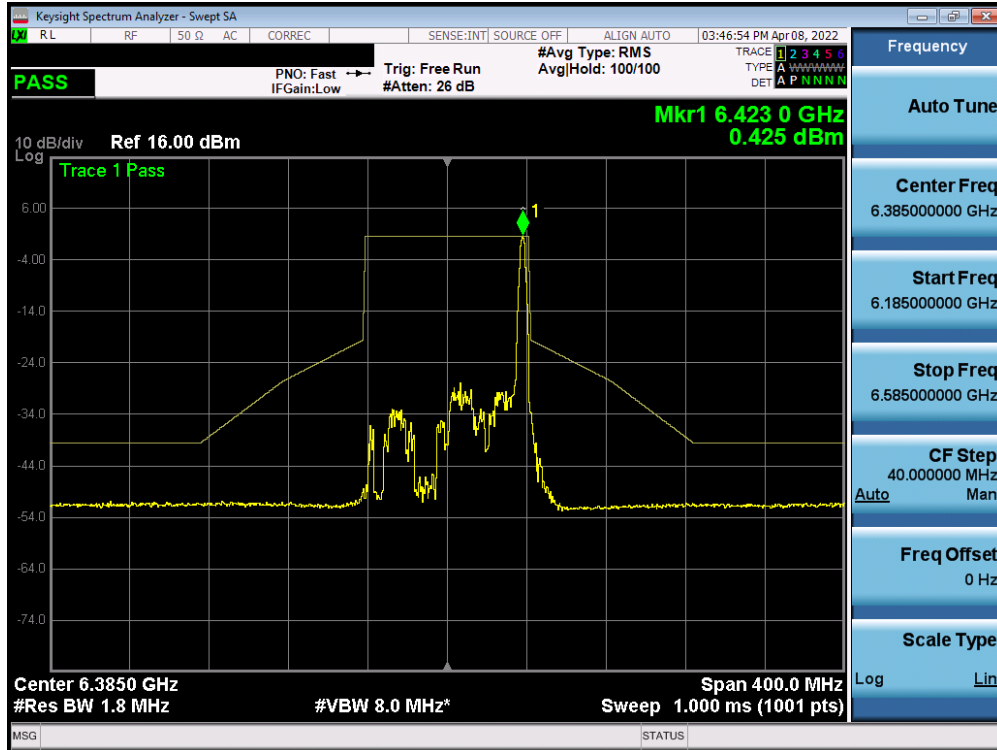 Keysight Spectrum Analyzer - Swept SA
LXI RL RF 50 Ω AC CORREC SENSE:INT SOURCE OFF ALIGN AUTO 03:46:54 PM Apr 08, 2022
PASS
PNO: Fast
IFGain:Low
Trig: Free Run
#Atten: 26 dB
#Avg Type: RMS
Avg|Hold: 100/100
TRACE 1 2 3 4 5 6
TYPE A WWWWW
DET A P N N N N
Mkr1 6.423 0 GHz
0.425 dBm
10 dB/div Ref 16.00 dBm
Log
Trace 1 Pass
1
6.00
-4.00
-14.0
-24.0
-34.0
-44.0
-54.0
-64.0
-74.0
Center 6.3850 GHz Span 400.0 MHz
#Res BW 1.8 MHz #VBW 8.0 MHz* Sweep 1.000 ms (1001 pts)
MSG STATUS
Frequency
Auto Tune
Center Freq
6.385000000 GHz
Start Freq
6.185000000 GHz
Stop Freq
6.585000000 GHz
CF Step
40.000000 MHz
Auto Man
Freq Offset
0 Hz
Scale Type
Log Lin